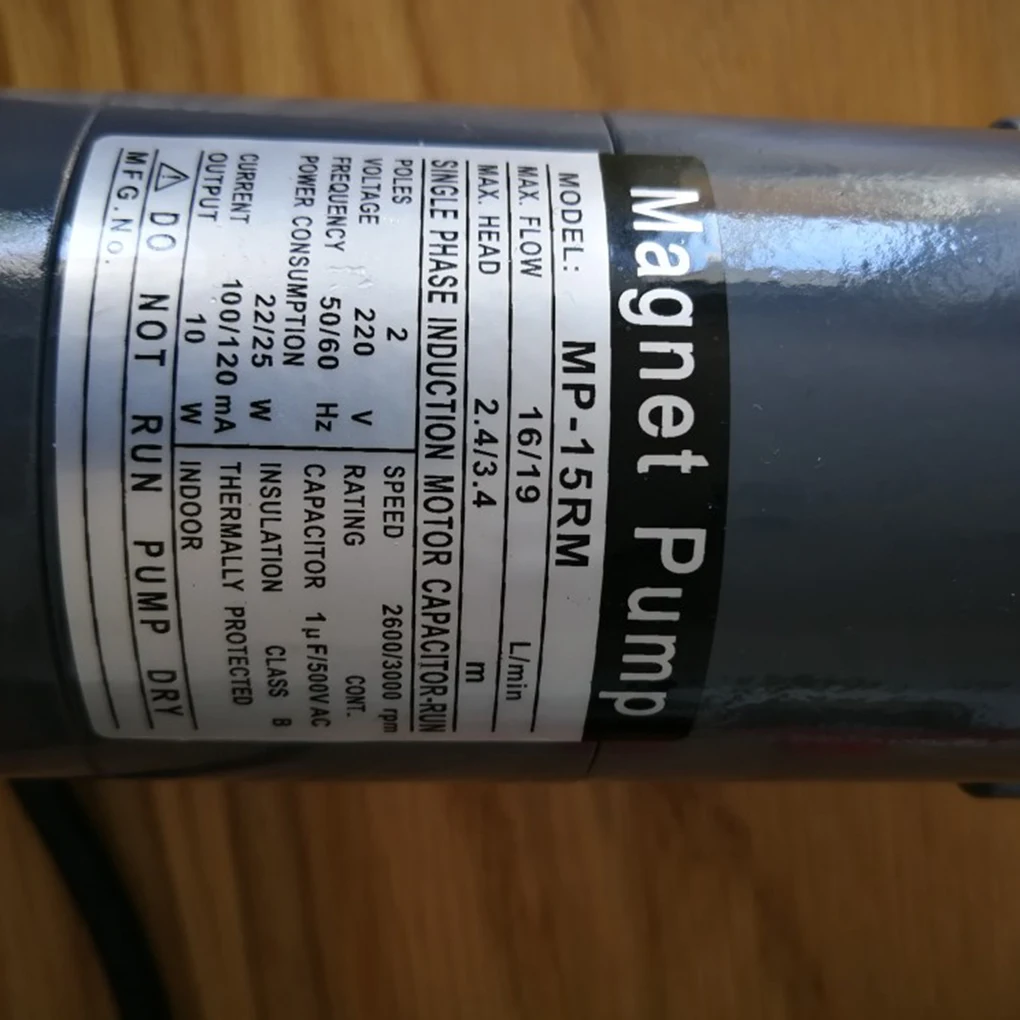 Magnet Pump
MODEL: MP-15RM
MAX. FLOW 16/19 L/min
MAX. HEAD 2.4/3.4 m
SINGLE PHASE INDUCTION MOTOR CAPACITOR-RUN
POLES 2 SPEED 2600/3000 rpm
VOLTAGE 220 V RATING CONT.
FREQUENCY 50/60 Hz CAPACITOR 1μF/500V AC
POWER CONSUMPTION 22/25 W INSULATION CLASS B
CURRENT 100/120 mA THERMALLY PROTECTED
OUTPUT 10 W INDOOR
⚠ DO NOT RUN PUMP DRY
MFG.No.